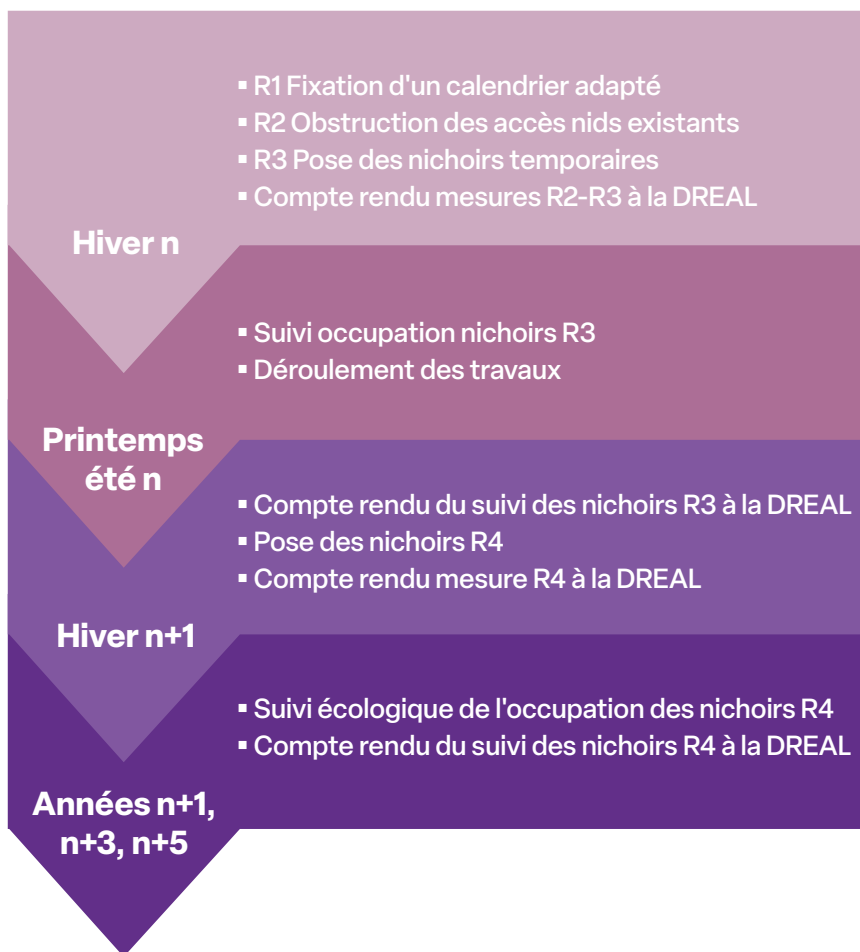 ▪ R1 Fixation d'un calendrier adapté
▪ R2 Obstruction des accès nids existants
▪ R3 Pose des nichoirs temporaires
▪ Compte rendu mesures R2-R3 à la DREAL
Hiver n
▪ Suivi occupation nichoirs R3
▪ Déroulement des travaux
Printemps
été n
▪ Compte rendu du suivi des nichoirs R3 à la DREAL
▪ Pose des nichoirs R4
▪ Compte rendu mesure R4 à la DREAL
Hiver n+1
▪ Suivi écologique de l'occupation des nichoirs R4
▪ Compte rendu du suivi des nichoirs R4 à la DREAL
Années n+1,
n+3, n+5